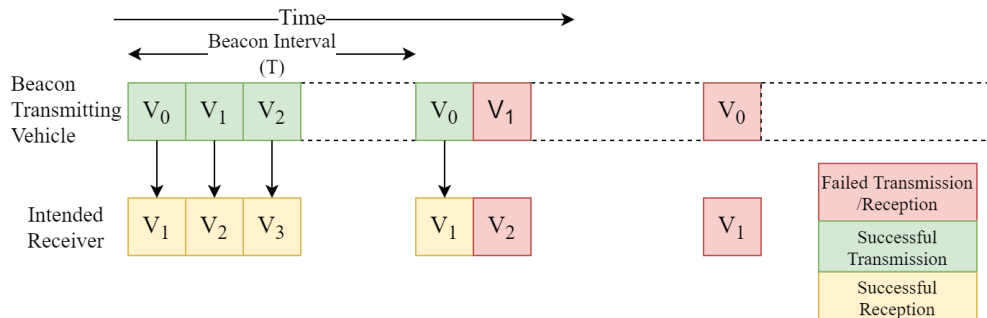 Time
Beacon Interval
(T)
Beacon
Transmitting
Vehicle
V0 V1 V2 V0 V1 V0
Intended
Receiver
V1 V2 V3 V1 V2 V1
Failed Transmission
/Reception
Successful
Transmission
Successful
Reception